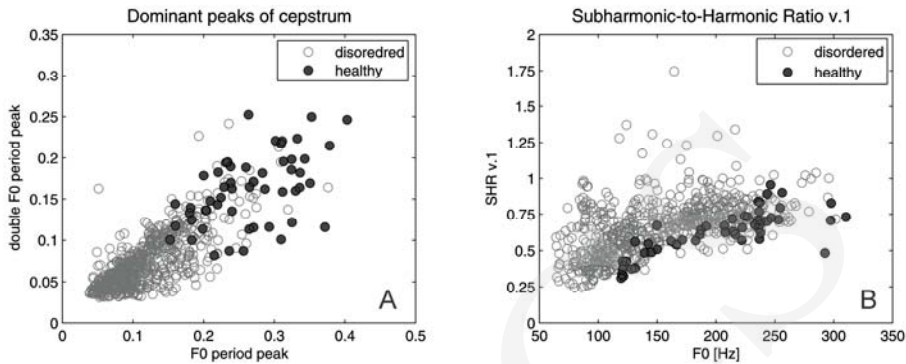 Dominant peaks of cepstrum
0.35
0.3
0.25
0.2
0.15
0.1
0.05
0
double F0 period peak
disoredred
healthy
A
0 0.1 0.2 0.3 0.4 0.5
F0 period peak
Subharmonic-to-Harmonic Ratio v.1
2
1.75
1.5
1.25
1
0.75
0.5
0.25
0
SHR v.1
disordered
healthy
B
50 100 150 200 250 300 350
F0 [Hz]